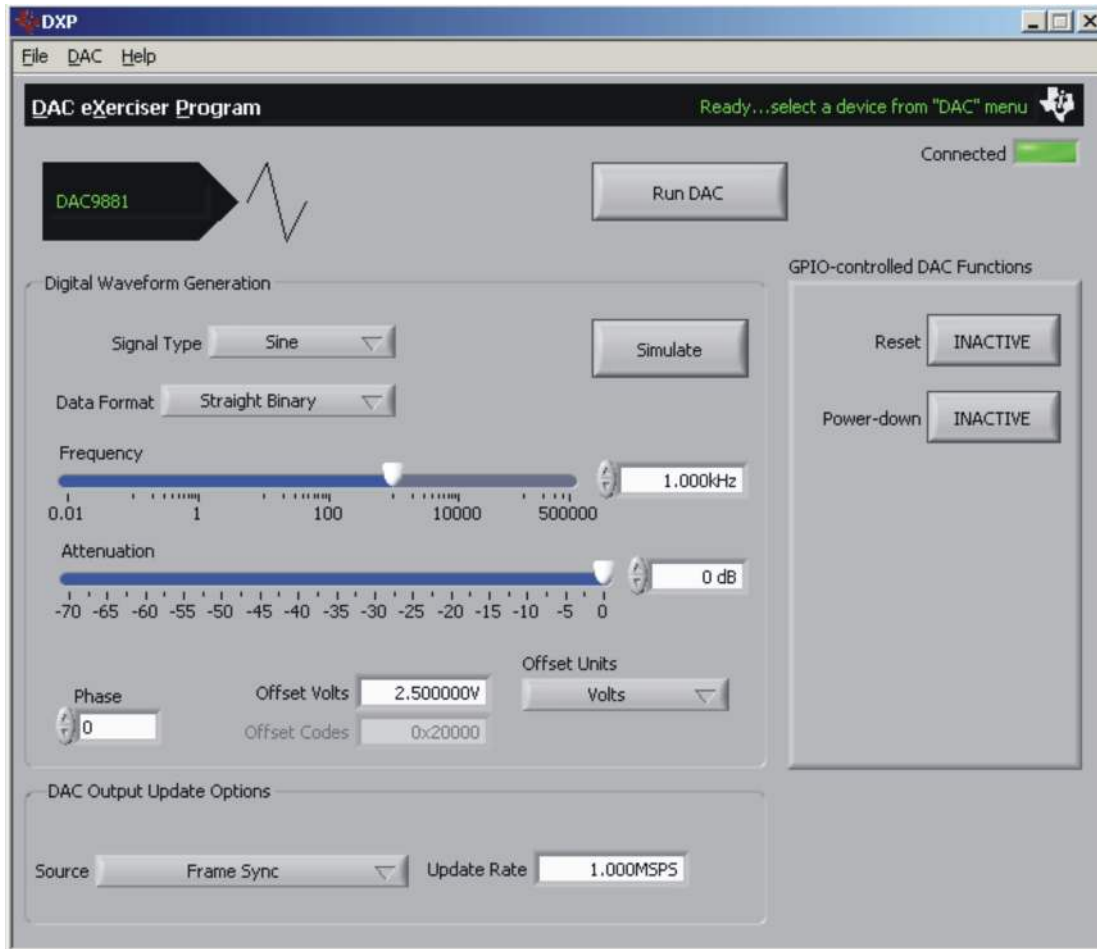 DXP
File DAC Help
DAC eXerciser Program
Ready...select a device from "DAC" menu
Connected
DAC9881
Run DAC
Digital Waveform Generation
Signal Type Sine
Simulate
Data Format Straight Binary
Frequency
1.000kHz
0.01 1 100 10000 500000
Attenuation
0 dB
-70 -65 -60 -55 -50 -45 -40 -35 -30 -25 -20 -15 -10 -5 0
Phase
0
Offset Volts 2.500000V
Offset Codes 0x20000
Offset Units
Volts
GPIO-controlled DAC Functions
Reset INACTIVE
Power-down INACTIVE
DAC Output Update Options
Source Frame Sync
Update Rate 1.000MSPS